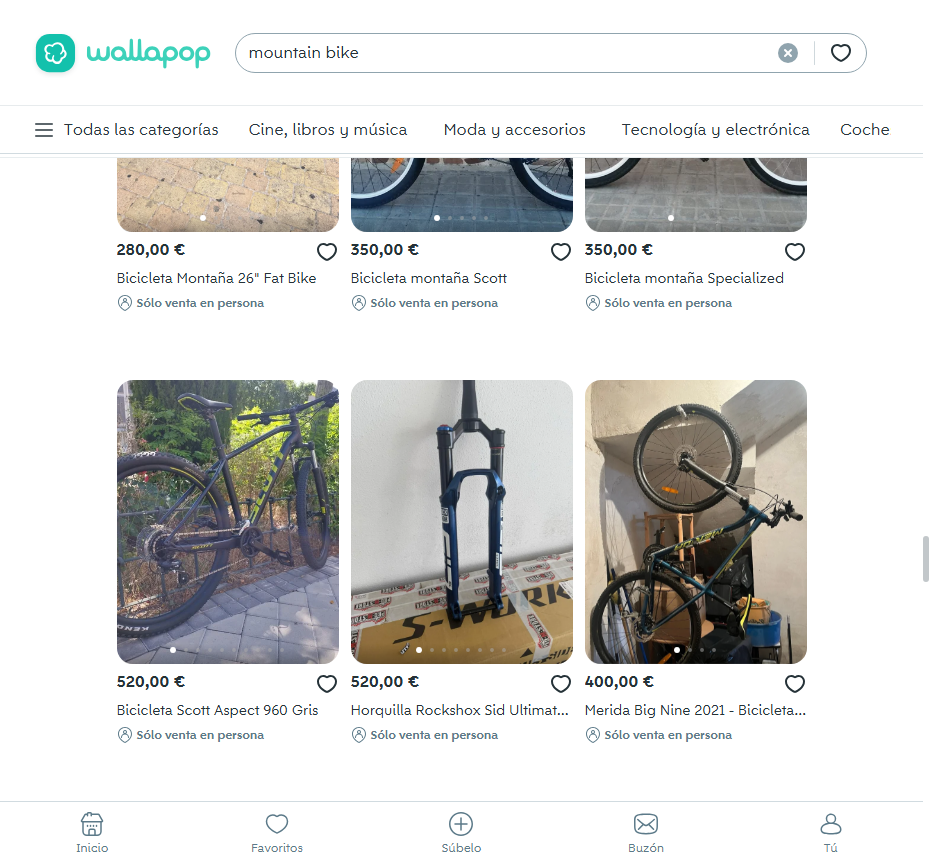 wallapop
mountain bike
Todas las categorías Cine, libros y música Moda y accesorios Tecnología y electrónica Coche
280,00 € 350,00 € 350,00 €
Bicicleta Montaña 26" Fat Bike Bicicleta montaña Scott Bicicleta montaña Specialized
Sólo venta en persona Sólo venta en persona Sólo venta en persona
SCOTT
KENDA
S-WORK
520,00 € 520,00 € 400,00 €
Bicicleta Scott Aspect 960 Gris Horquilla Rockshox Sid Ultimat... Merida Big Nine 2021 - Bicicleta...
Sólo venta en persona Sólo venta en persona Sólo venta en persona
Inicio Favoritos Súbelo Buzón Tú